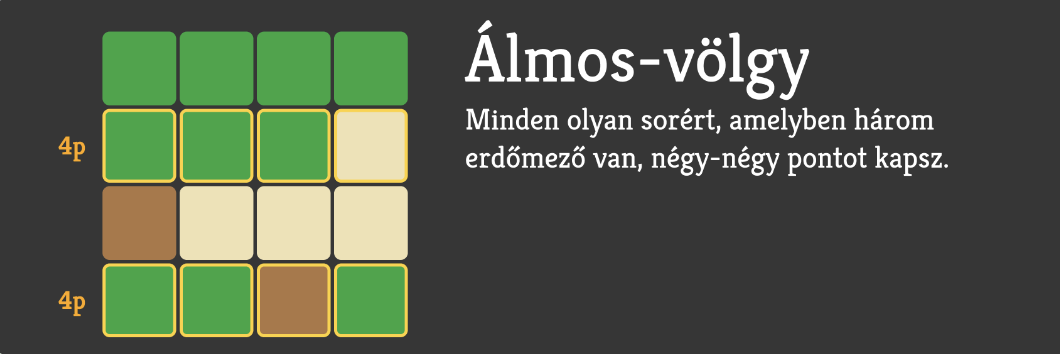 Álmos-völgy
Minden olyan sorért, amelyben három
erdőmező van, négy-négy pontot kapsz.
4p
4p